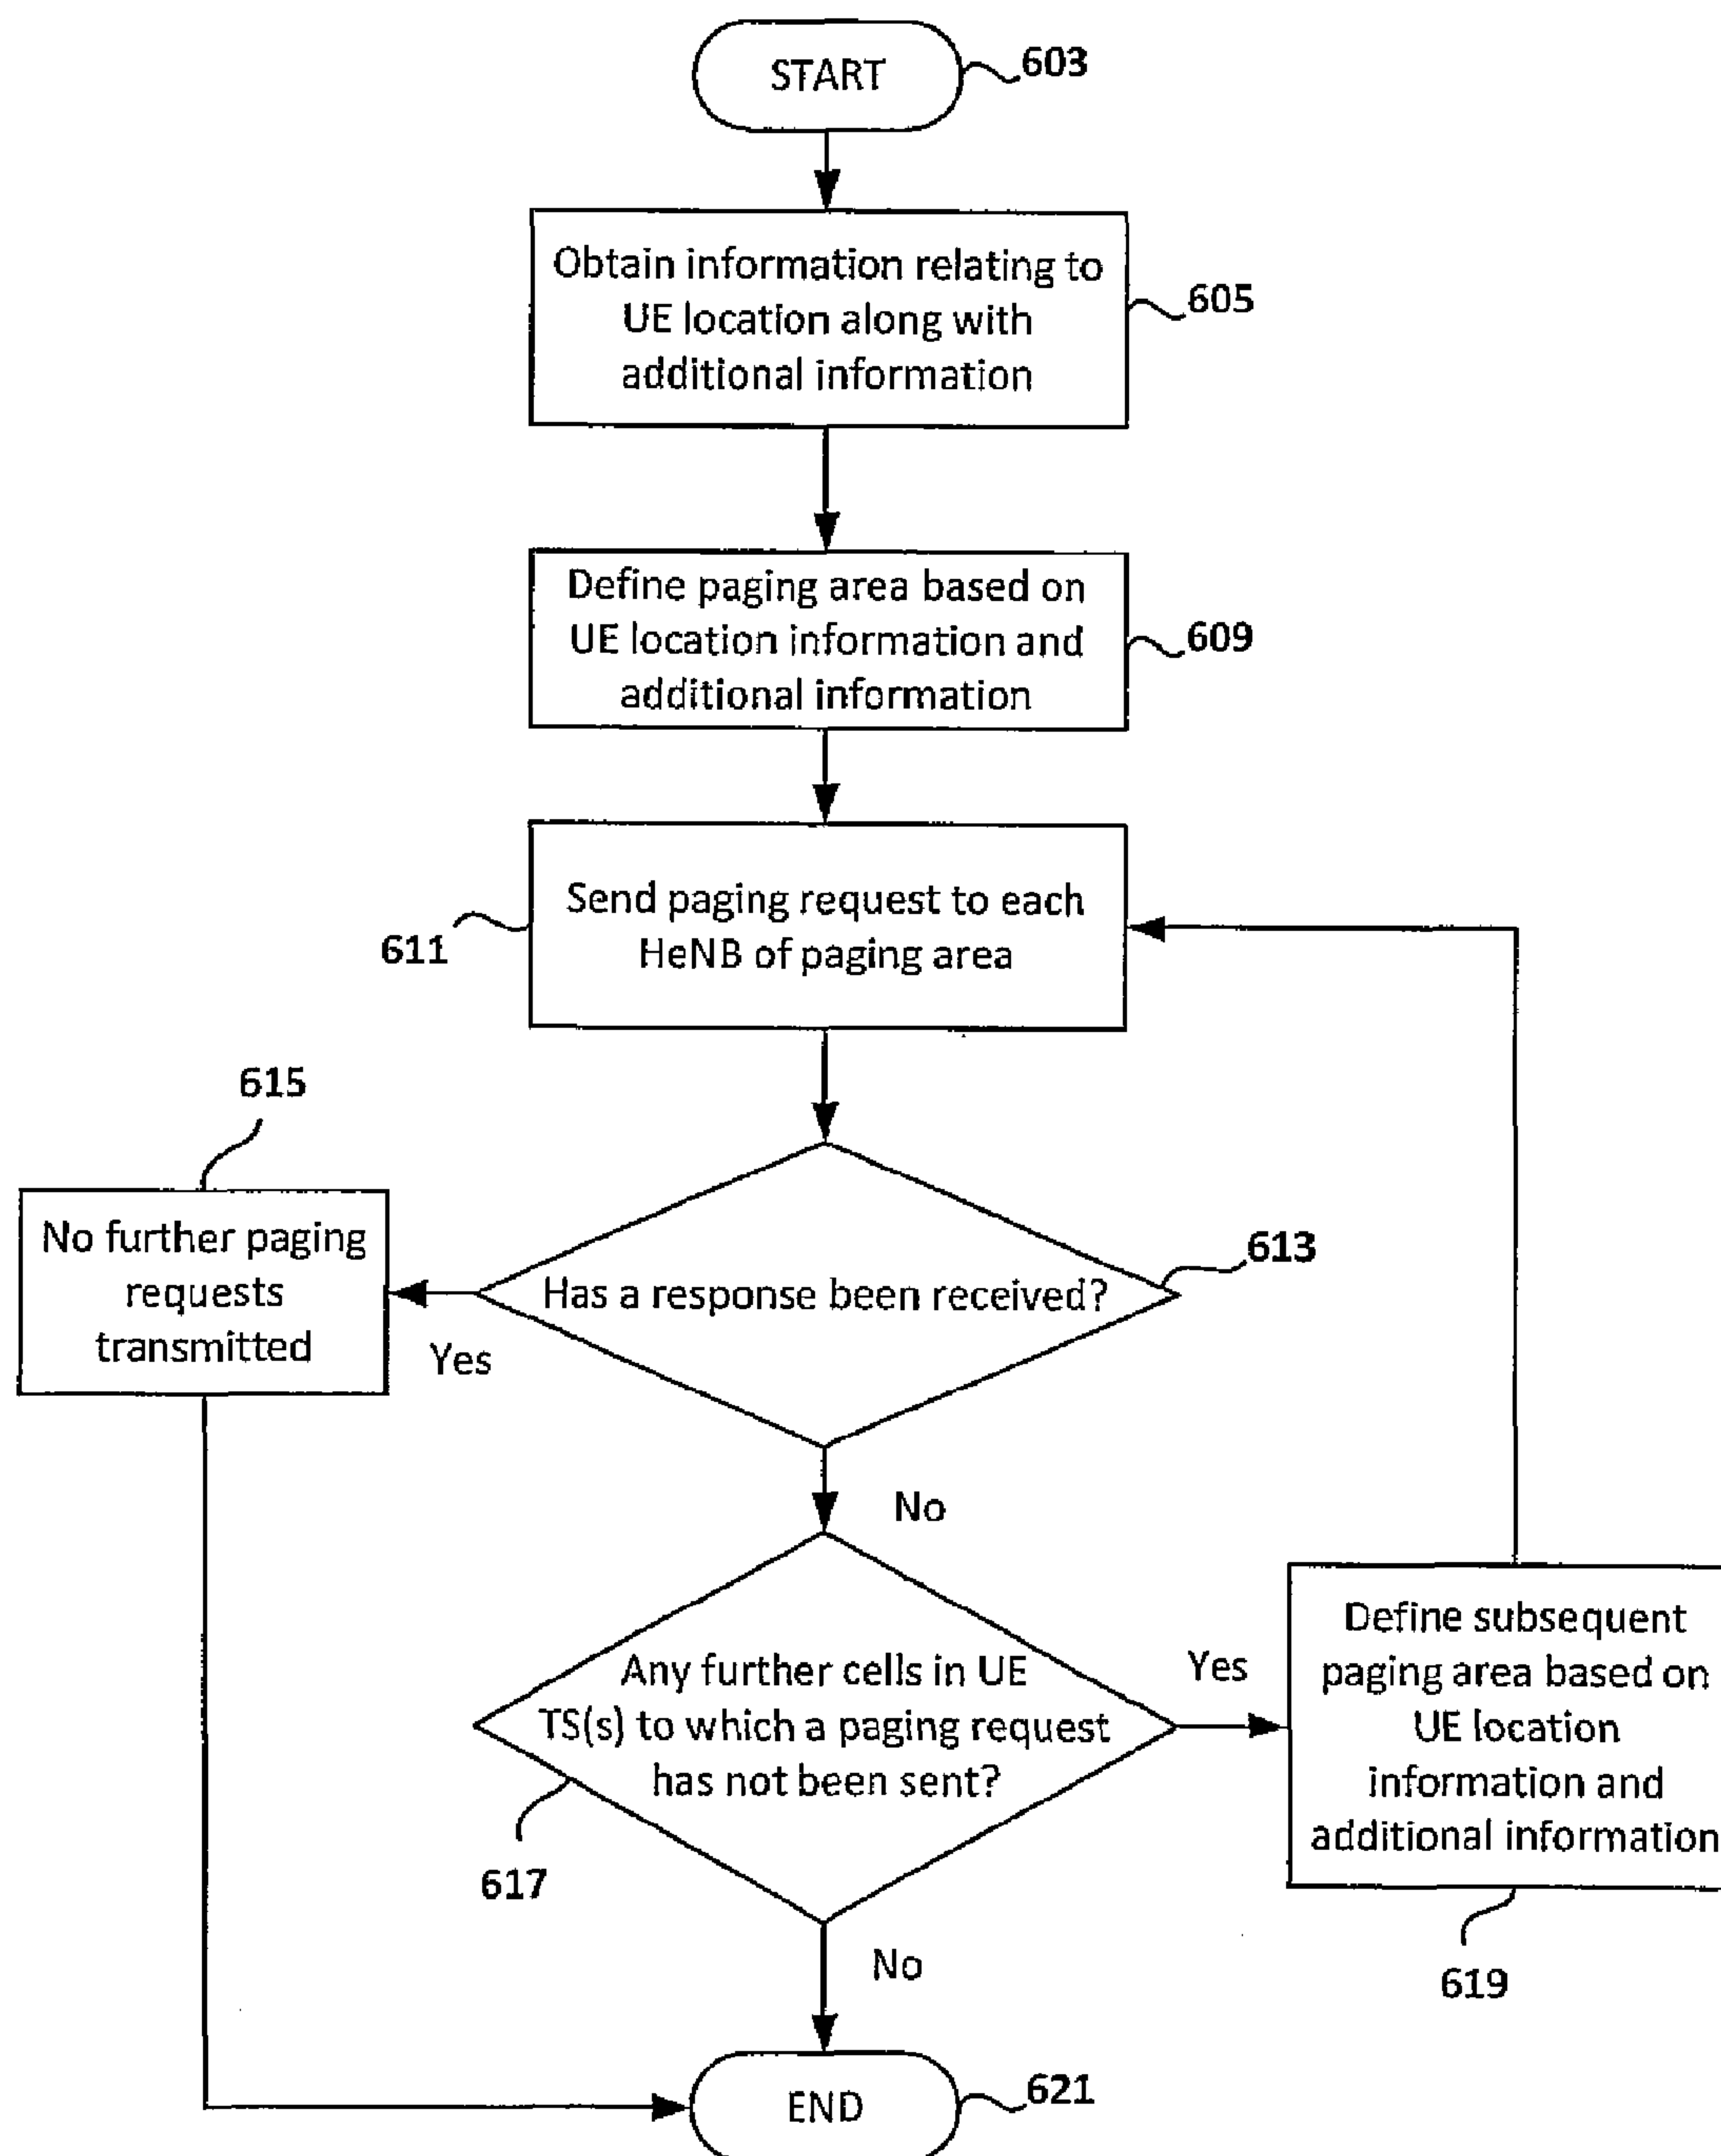 START
603
Obtain information relating to
UE location along with
additional information
605
Define paging area based on
UE location information and
additional information
609
Send paging request to each
HeNB of paging area
611
615
No further paging
requests
transmitted
Has a response been received?
613
Yes
No
Any further cells in UE
TS(s) to which a paging request
has not been sent?
617
Yes
Define subsequent
paging area based on
UE location
information and
additional information
619
No
END
621